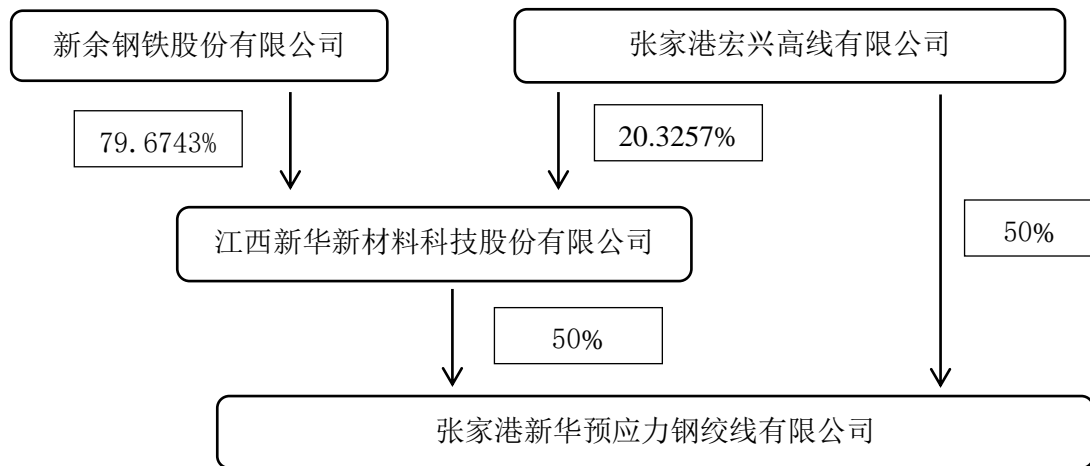 新余钢铁股份有限公司
张家港宏兴高线有限公司
79.6743%
20.3257%
江西新华新材料科技股份有限公司
50%
50%
张家港新华预应力钢绞线有限公司